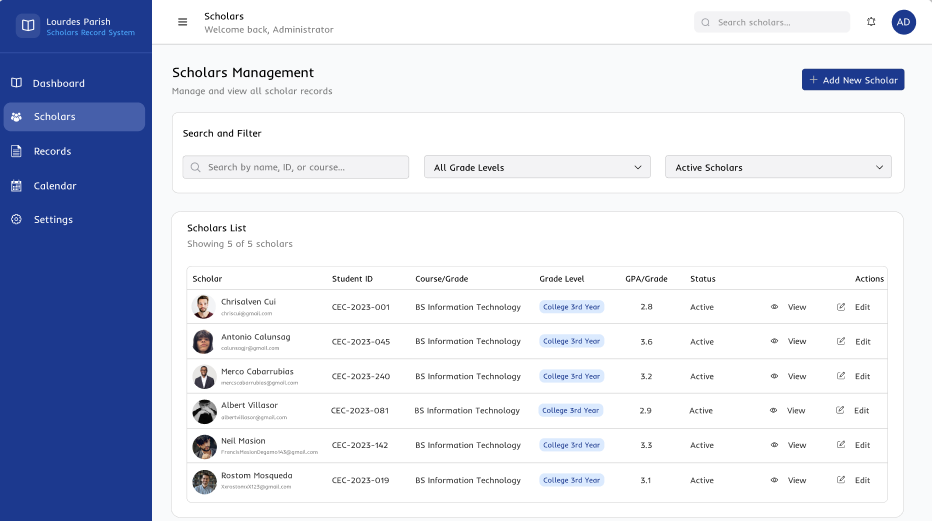 Lourdes Parish
Scholars Record System
Scholars
Welcome back, Administrator
Search scholars...
AD
Dashboard
Scholars
Records
Calendar
Settings
Scholars Management
Manage and view all scholar records
Add New Scholar
Search and Filter
Search by name, ID, or course...
All Grade Levels
Active Scholars
Scholars List
Showing 5 of 5 scholars
Scholar Student ID Course/Grade Grade Level GPA/Grade Status Actions
Chrisalven Cui CEC-2023-001 BS Information Technology College 3rd Year 2.8 Active View Edit
chriscui@gmail.com
Antonio Calunsag CEC-2023-045 BS Information Technology College 3rd Year 3.6 Active View Edit
Merco Cabarrubias CEC-2023-240 BS Information Technology College 3rd Year 3.2 Active View Edit
Albert Villasor CEC-2023-081 BS Information Technology College 3rd Year 2.9 Active View Edit
albertvillasor@gmail.com
Neil Masion CEC-2023-142 BS Information Technology College 3rd Year 3.3 Active View Edit
Rostom Mosqueda CEC-2023-019 BS Information Technology College 3rd Year 3.1 Active View Edit